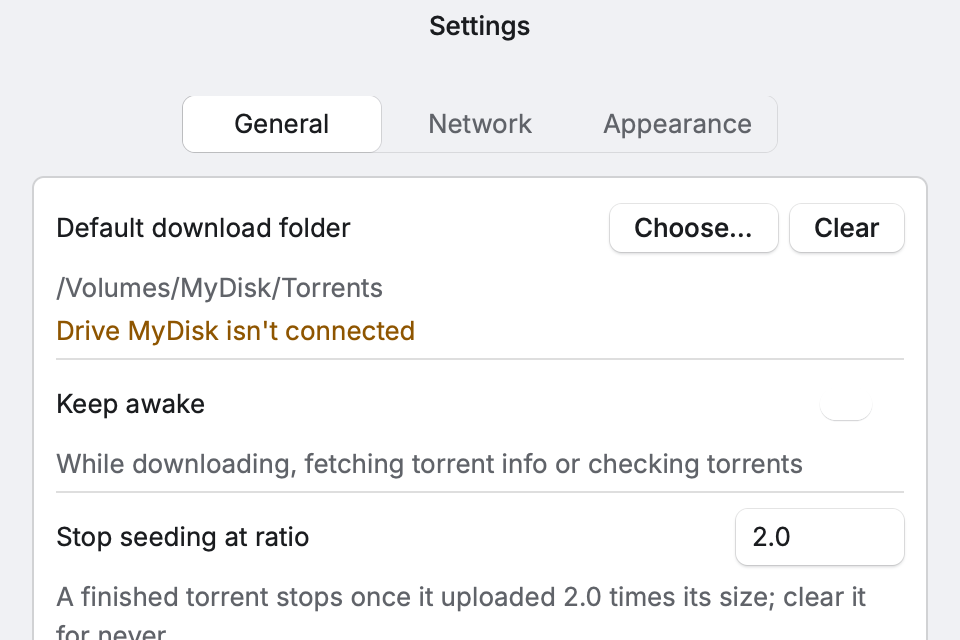 Settings
General Network Appearance
Default download folder Choose... Clear
/Volumes/MyDisk/Torrents
Drive MyDisk isn't connected
Keep awake
While downloading, fetching torrent info or checking torrents
Stop seeding at ratio 2.0
A finished torrent stops once it uploaded 2.0 times its size; clear it
for never